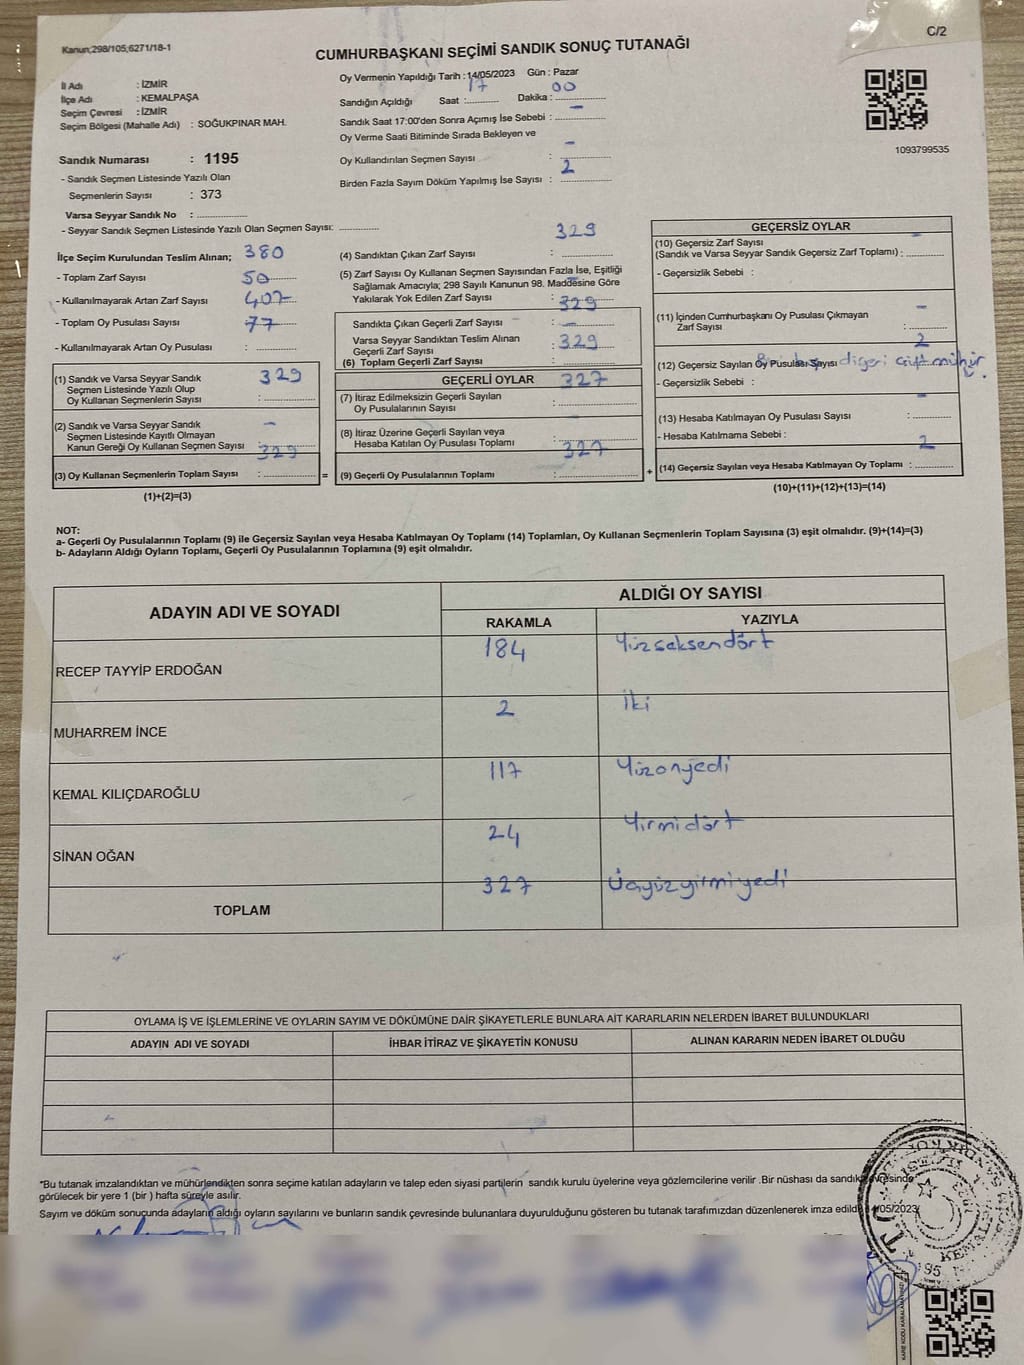 Kanun;298/105;6271/18-1
C/2
CUMHURBAŞKANI SEÇİMİ SANDIK SONUÇ TUTANAĞI
İl Adı : İZMİR
İlçe Adı : KEMALPAŞA
Seçim Çevresi : İZMİR
Seçim Bölgesi (Mahalle Adı) : SOĞUKPINAR MAH.
Sandık Numarası : 1195
- Sandık Seçmen Listesinde Yazılı Olan
Seçmenlerin Sayısı : 373
Varsa Seyyar Sandık No : ..............
- Seyyar Sandık Seçmen Listesinde Yazılı Olan Seçmen Sayısı: ..............
Oy Vermenin Yapıldığı Tarih : 14/05/2023 Gün : Pazar
Sandığın Açıldığı Saat : 17 Dakika : 00
Sandık Saat 17:00'den Sonra Açımış İse Sebebi : -
Oy Verme Saati Bitiminde Sırada Bekleyen ve
Oy Kullandırılan Seçmen Sayısı : -
Birden Fazla Sayım Döküm Yapılmış İse Sayısı : 2
1093799535
İlçe Seçim Kurulundan Teslim Alınan; 380
- Toplam Zarf Sayısı 50
- Kullanılmayarak Artan Zarf Sayısı 407
- Toplam Oy Pusulası Sayısı 77
- Kullanılmayarak Artan Oy Pusulası :
(1) Sandık ve Varsa Seyyar Sandık 329
Seçmen Listesinde Yazılı Olup
Oy Kullanan Seçmenlerin Sayısı :
(2) Sandık ve Varsa Seyyar Sandık -
Seçmen Listesinde Kayıtlı Olmayan
Kanun Gereği Oy Kullanan Seçmen Sayısı 329
(3) Oy Kullanan Seçmenlerin Toplam Sayısı : =
(1)+(2)=(3)
329
(4) Sandıktan Çıkan Zarf Sayısı :
(5) Zarf Sayısı Oy Kullanan Seçmen Sayısından Fazla İse, Eşitliği
Sağlamak Amacıyla; 298 Sayılı Kanunun 98. Maddesine Göre
Yakılarak Yok Edilen Zarf Sayısı : 329
Sandıkta Çıkan Geçerli Zarf Sayısı : -
Varsa Seyyar Sandıktan Teslim Alınan : 329
Geçerli Zarf Sayısı
(6) Toplam Geçerli Zarf Sayısı :
GEÇERLİ OYLAR 327
(7) İtiraz Edilmeksizin Geçerli Sayılan
Oy Pusulalarının Sayısı :
(8) İtiraz Üzerine Geçerli Sayılan veya
Hesaba Katılan Oy Pusulası Toplamı : 327
(9) Geçerli Oy Pusulalarının Toplamı : +
GEÇERSİZ OYLAR
(10) Geçersiz Zarf Sayısı -
(Sandık ve Varsa Seyyar Sandık Geçersiz Zarf Toplamı) :
- Geçersizlik Sebebi :
(11) İçinden Cumhurbaşkanı Oy Pusulası Çıkmayan -
Zarf Sayısı :
2
(12) Geçersiz Sayılan Oy Pusulası Sayısı diğeri çift mühür.
- Geçersizlik Sebebi :
(13) Hesaba Katılmayan Oy Pusulası Sayısı : -
- Hesaba Katılmama Sebebi : 2
(14) Geçersiz Sayılan veya Hesaba Katılmayan Oy Toplamı :
(10)+(11)+(12)+(13)=(14)
NOT:
a- Geçerli Oy Pusulalarının Toplamı (9) ile Geçersiz Sayılan veya Hesaba Katılmayan Oy Toplamı (14) Toplamları, Oy Kullanan Seçmenlerin Toplam Sayısına (3) eşit olmalıdır. (9)+(14)=(3)
b- Adayların Aldığı Oyların Toplamı, Geçerli Oy Pusulalarının Toplamına (9) eşit olmalıdır.
ADAYIN ADI VE SOYADI ALDIĞI OY SAYISI
RAKAMLA YAZIYLA
RECEP TAYYİP ERDOĞAN 184 Yüzseksendört
MUHARREM İNCE 2 İki
KEMAL KILIÇDAROĞLU 117 Yüzonyedi
SİNAN OĞAN 24 Yirmidört
TOPLAM 327 Üçyüzyirmiyedi
OYLAMA İŞ VE İŞLEMLERİNE VE OYLARIN SAYIM VE DÖKÜMÜNE DAİR ŞİKAYETLERLE BUNLARA AİT KARARLARIN NELERDEN İBARET BULUNDUKLARI
ADAYIN ADI VE SOYADI İHBAR İTİRAZ VE ŞİKAYETİN KONUSU ALINAN KARARIN NEDEN İBARET OLDUĞU
*Bu tutanak imzalandıktan ve mühürlendikten sonra seçime katılan adayların ve talep eden siyasi partilerin sandık kurulu üyelerine veya gözlemcilerine verilir .Bir nüshası da sandık çevresinde
görülecek bir yere 1 (bir ) hafta süreyle asılır.
Sayım ve döküm sonucunda adayların aldığı oyların sayılarını ve bunların sandık çevresinde bulunanlara duyurulduğunu gösteren bu tutanak tarafımızdan düzenlenerek imza edildi. 14/05/2023